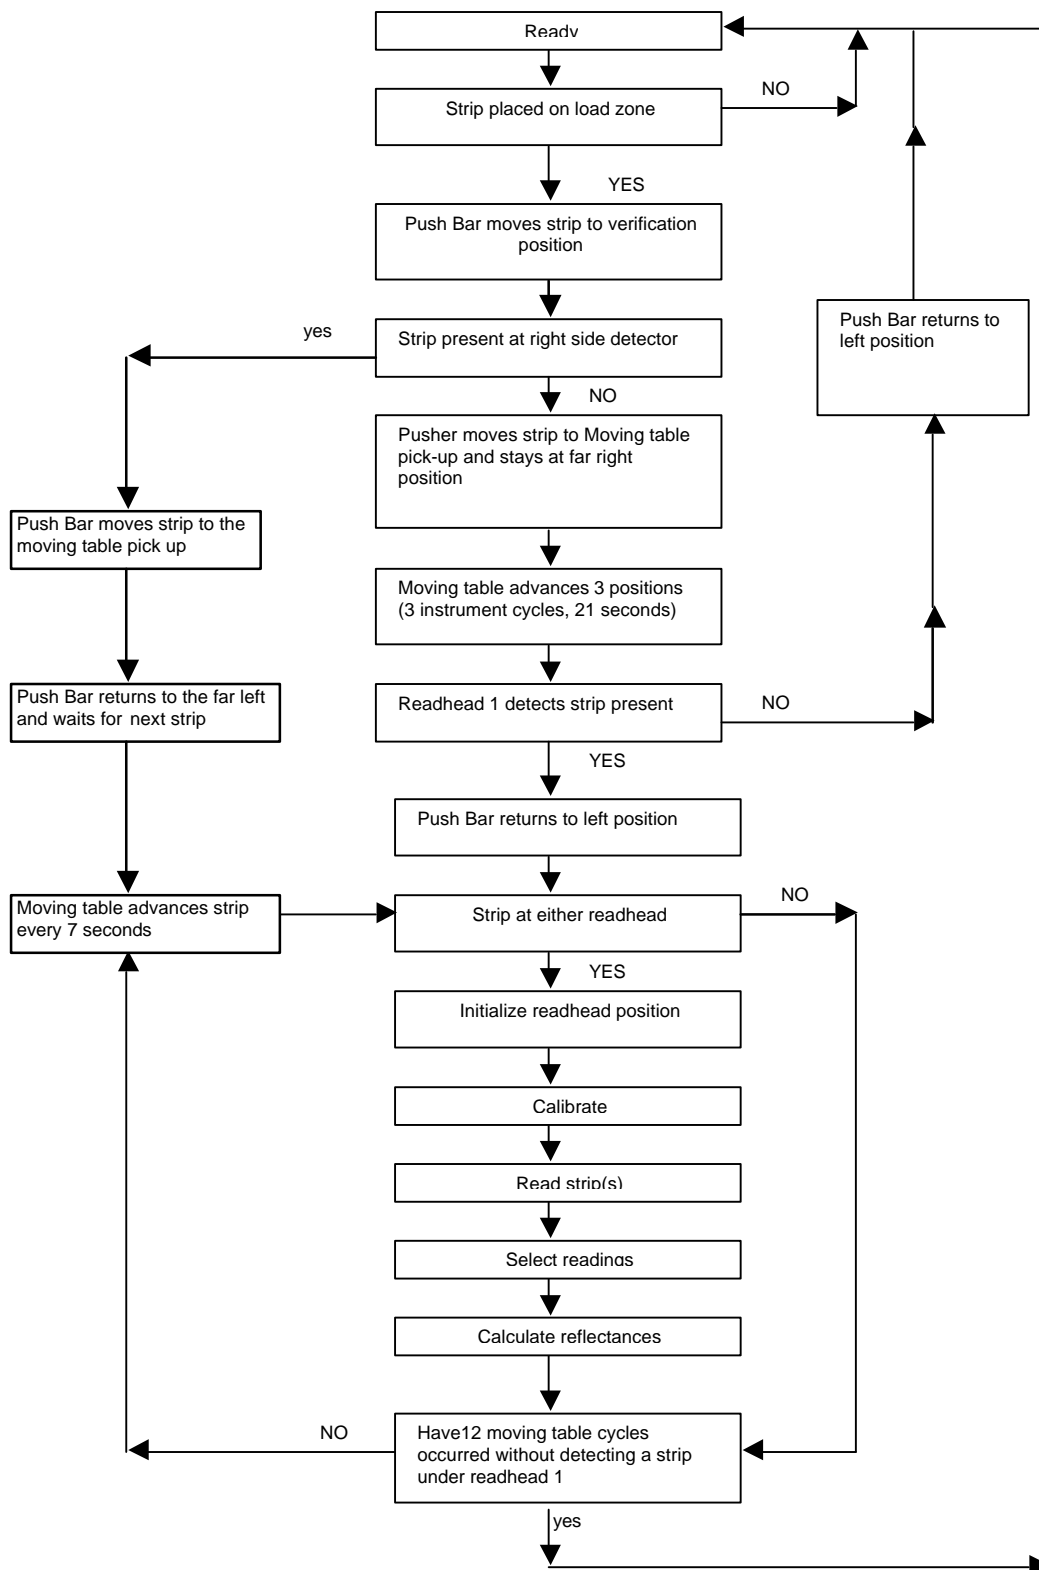 Ready
NO
Strip placed on load zone
YES
Push Bar moves strip to verification
position
yes
Strip present at right side detector
Push Bar returns to
left position
NO
Pusher moves strip to Moving table
pick-up and stays at far right
position
Push Bar moves strip to the
moving table pick up
Moving table advances 3 positions
(3 instrument cycles, 21 seconds)
Push Bar returns to the far left
and waits for next strip
Readhead 1 detects strip present
NO
YES
Push Bar returns to left position
Moving table advances strip
every 7 seconds
Strip at either readhead
NO
YES
Initialize readhead position
Calibrate
Read strip(s)
Select readings
Calculate reflectances
NO
Have12 moving table cycles
occurred without detecting a strip
under readhead 1
yes